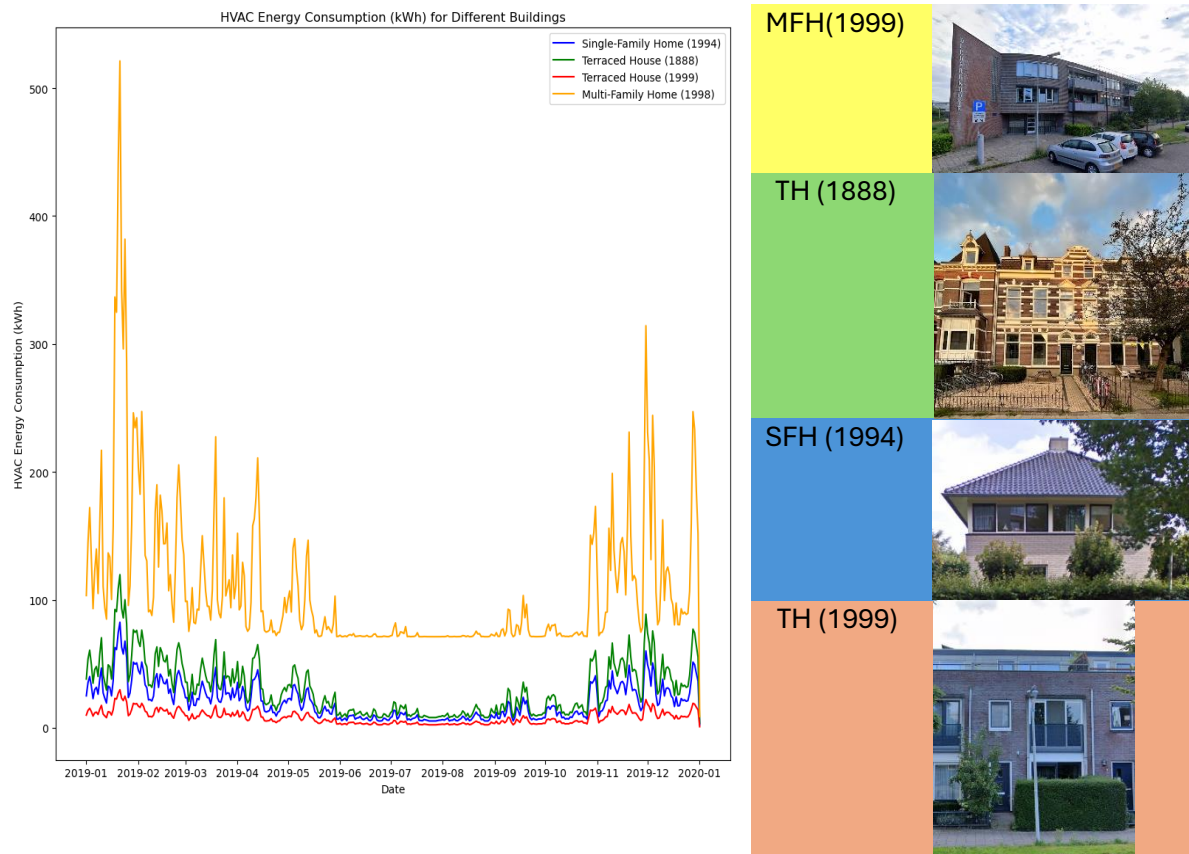 HVAC Energy Consumption (kWh) for Different Buildings
Single-Family Home (1994)
Terraced House (1888)
Terraced House (1999)
Multi-Family Home (1998)
HVAC Energy Consumption (kWh)
500
400
300
200
100
0
2019-01 2019-02 2019-03 2019-04 2019-05 2019-06 2019-07 2019-08 2019-09 2019-10 2019-11 2019-12 2020-01
Date
MFH(1999)
P
TH (1888)
SFH (1994)
TH (1999)